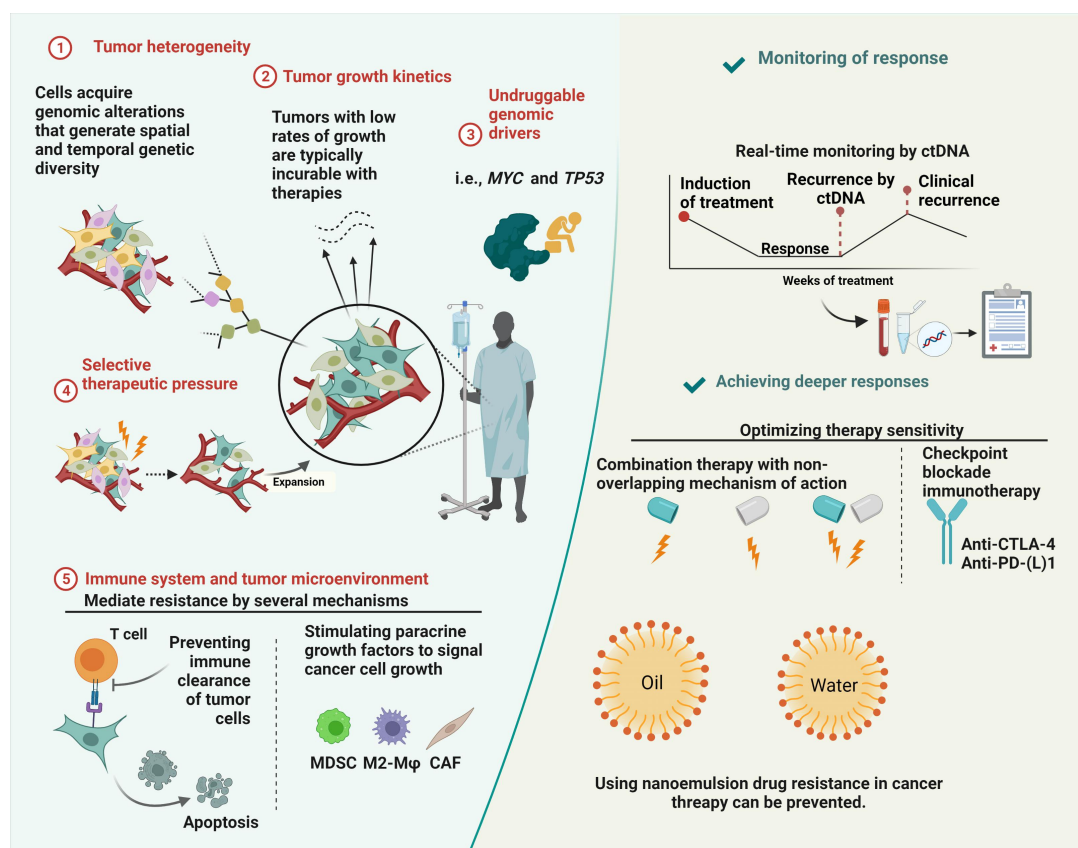 1 Tumor heterogeneity
Cells acquire
genomic alterations
that generate spatial
and temporal genetic
diversity
2 Tumor growth kinetics
Tumors with low
rates of growth
are typically
incurable with
therapies
Undruggable
genomic
3 drivers
i.e., MYC and TP53
Selective
4 therapeutic pressure
Expansion
5 Immune system and tumor microenvironment
Mediate resistance by several mechanisms
T cell
Preventing
immune
clearance
of tumor
cells
Apoptosis
Stimulating paracrine
growth factors to signal
cancer cell growth
MDSC M2-Mφ CAF
Monitoring of response
Real-time monitoring by ctDNA
Induction
of treatment
Recurrence by
ctDNA
Clinical
recurrence
Response
Weeks of treatment
Achieving deeper responses
Optimizing therapy sensitivity
Combination therapy with non-
overlapping mechanism of action
Checkpoint
blockade
immunotherapy
Anti-CTLA-4
Anti-PD-(L)1
Oil
Water
Using nanoemulsion drug resistance in cancer
threapy can be prevented.